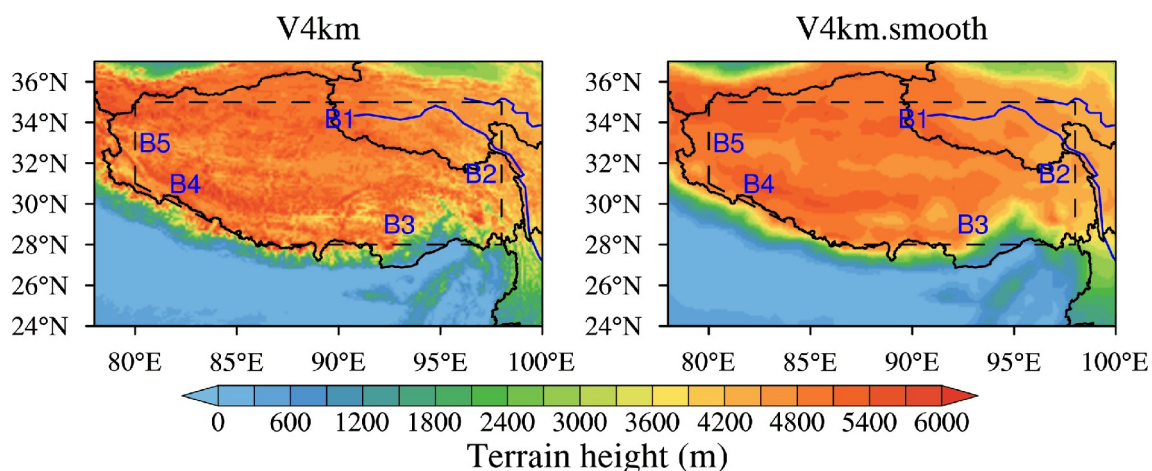 V4km
V4km.smooth
36°N
34°N
32°N
30°N
28°N
26°N
24°N
B1
B5
B2
B4
B3
80°E
85°E
90°E
95°E
100°E
36°N
34°N
32°N
30°N
28°N
26°N
24°N
B1
B5
B2
B4
B3
80°E
85°E
90°E
95°E
100°E
0 600 1200 1800 2400 3000 3600 4200 4800 5400 6000
Terrain height (m)